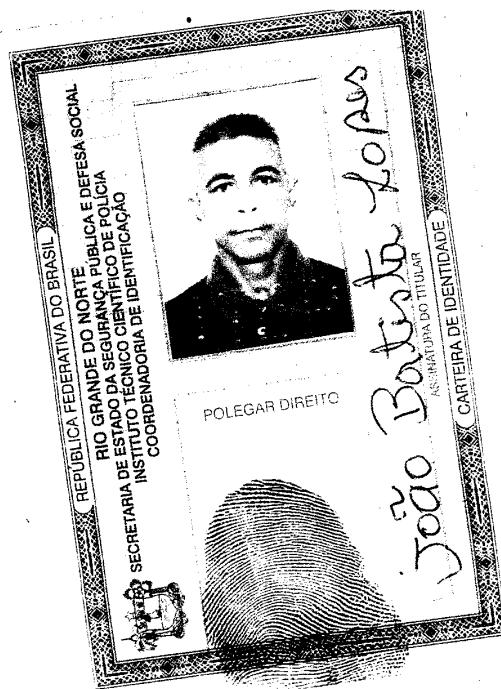 REPÚBLICA FEDERATIVA DO BRASIL
RIO GRANDE DO NORTE
SECRETARIA DE ESTADO DA SEGURANÇA PÚBLICA E DEFESA SOCIAL
INSTITUTO TÉCNICO CIENTÍFICO DE POLÍCIA
COORDENADORIA DE IDENTIFICAÇÃO
POLEGAR DIREITO
João Batista Lopes
ASSINATURA DO TITULAR
CARTEIRA DE IDENTIDADE